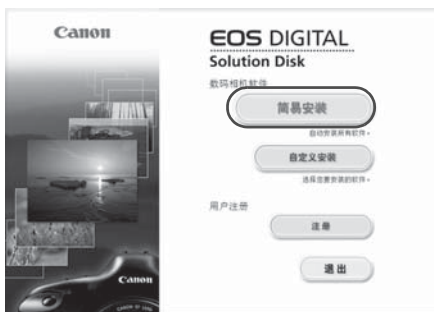 Canon
EOS DIGITAL
Solution Disk
数码相机软件
简易安装
自动安装所有软件。
自定义安装
选择您要安装的软件。
用户注册
注册
退出
Canon